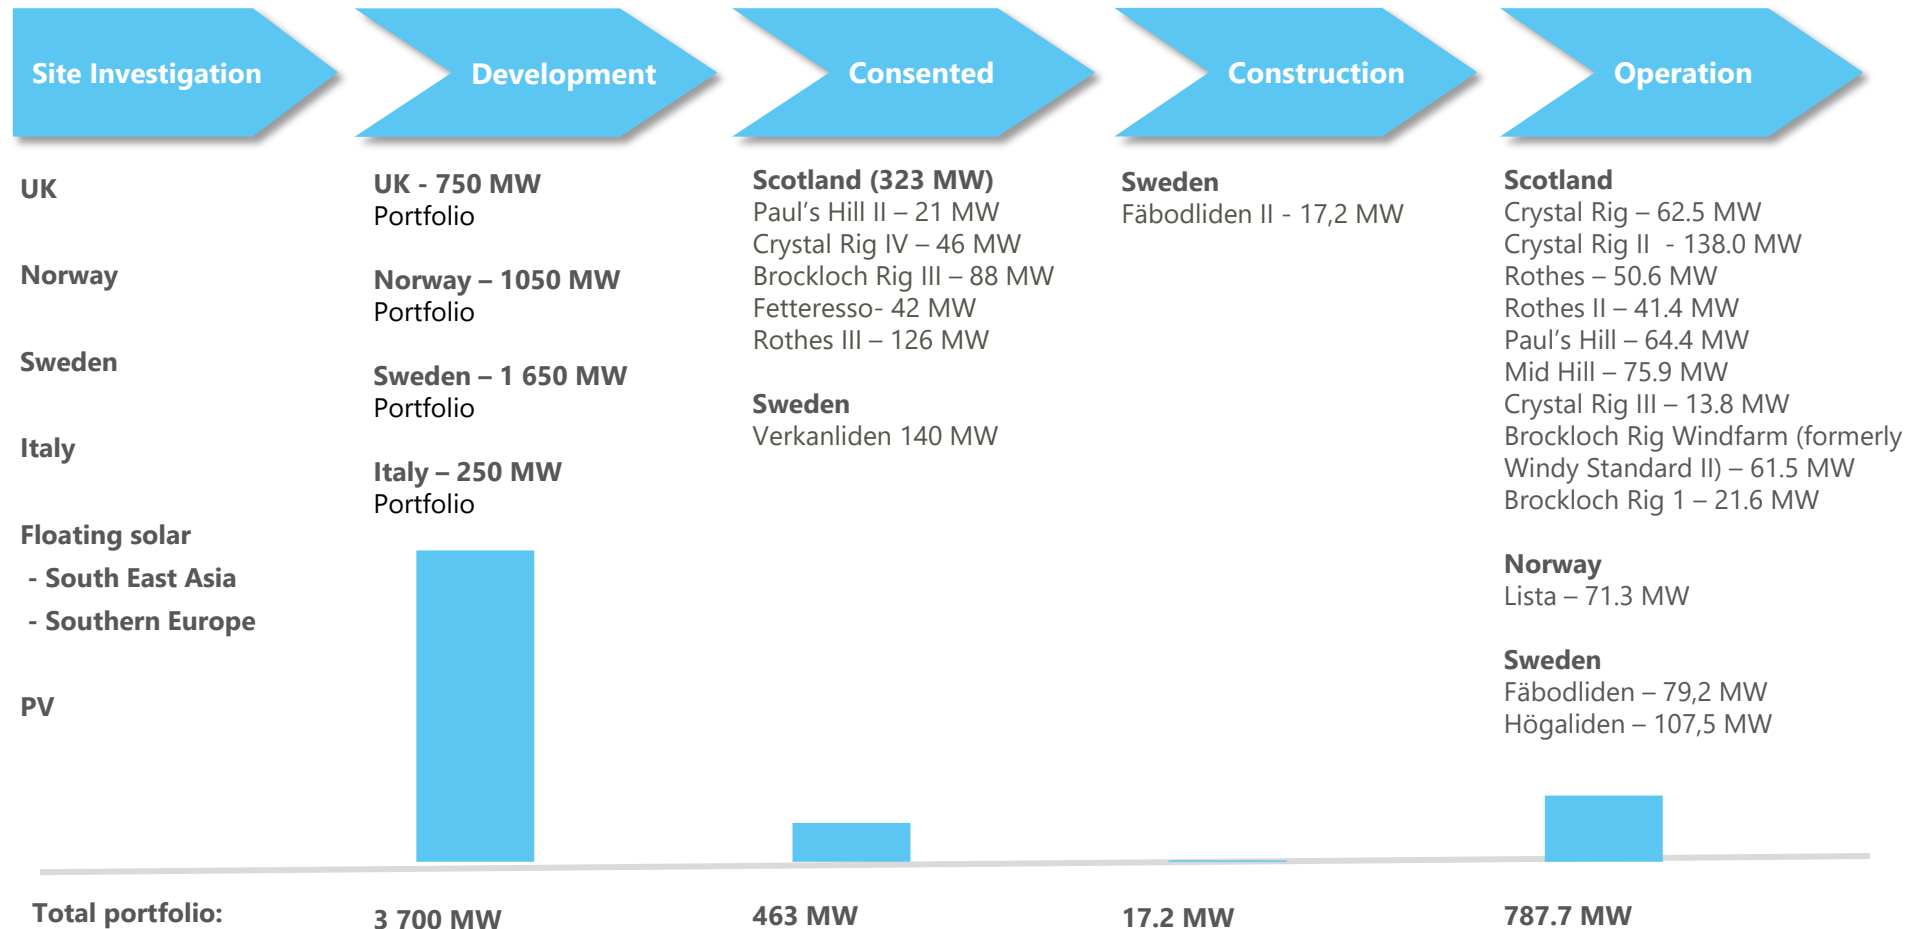 Site Investigation
Development
Consented
Construction
Operation
UK
Norway
Sweden
Italy
Floating solar
- South East Asia
- Southern Europe
PV
UK - 750 MW
Portfolio
Norway – 1050 MW
Portfolio
Sweden – 1 650 MW
Portfolio
Italy – 250 MW
Portfolio
Scotland (323 MW)
Paul’s Hill II – 21 MW
Crystal Rig IV – 46 MW
Brockloch Rig III – 88 MW
Fetteresso- 42 MW
Rothes III – 126 MW
Sweden
Verkanliden 140 MW
Sweden
Fäbodliden II - 17,2 MW
Scotland
Crystal Rig – 62.5 MW
Crystal Rig II - 138.0 MW
Rothes – 50.6 MW
Rothes II – 41.4 MW
Paul’s Hill – 64.4 MW
Mid Hill – 75.9 MW
Crystal Rig III – 13.8 MW
Brockloch Rig Windfarm (formerly
Windy Standard II) – 61.5 MW
Brockloch Rig 1 – 21.6 MW
Norway
Lista – 71.3 MW
Sweden
Fäbodliden – 79,2 MW
Högaliden – 107,5 MW
Total portfolio:
3 700 MW
463 MW
17.2 MW
787.7 MW